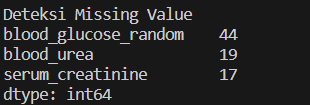 Deteksi Missing Value
blood_glucose_random    44
blood_urea              19
serum_creatinine        17
dtype: int64